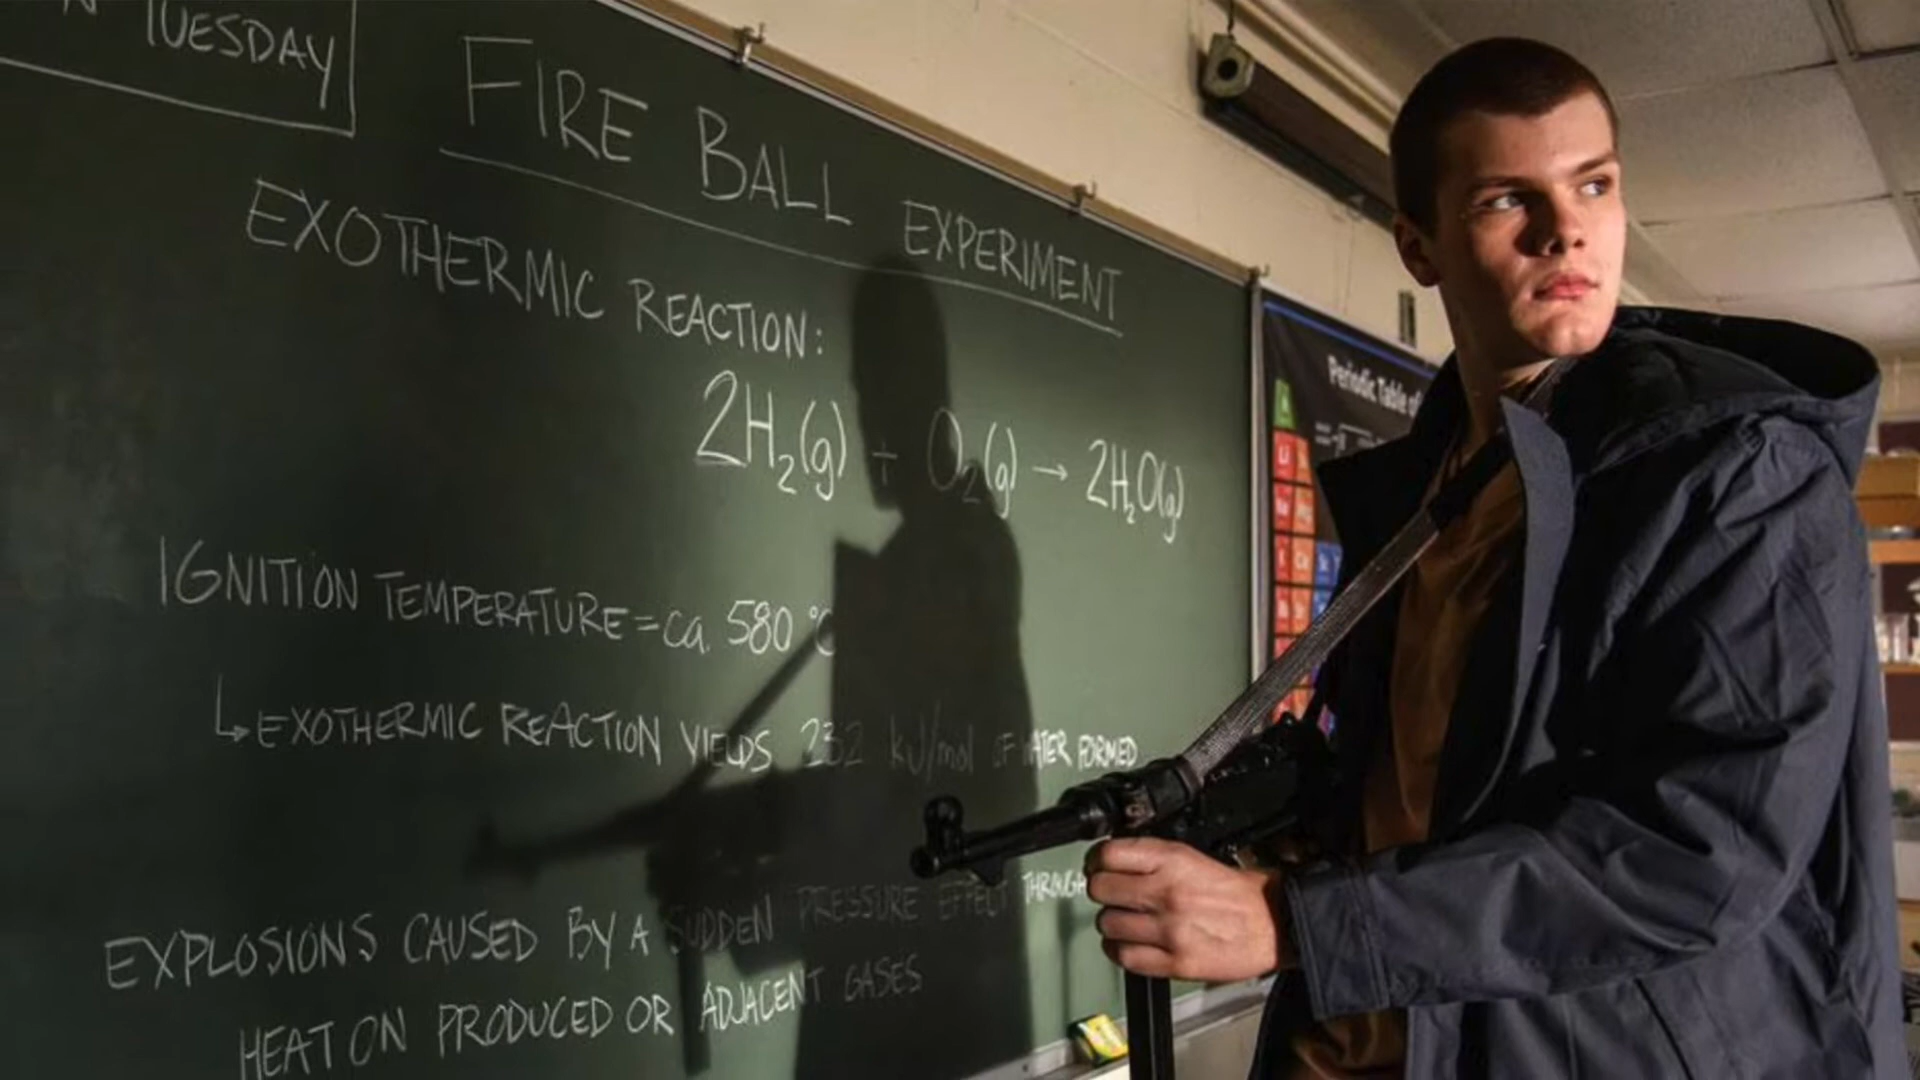 TUESDAY
FIRE BALL EXPERIMENT
EXOTHERMIC REACTION:
2H₂(g) + O₂(g) → 2H₂O(g)
IGNITION TEMPERATURE = ca. 580 °C
↳ EXOTHERMIC REACTION YIELDS 232 kJ/mol OF WATER FORMED
EXPLOSIONS CAUSED BY A SUDDEN PRESSURE EFFECT THROUGH
HEAT ON PRODUCED OR ADJACENT GASES
Periodic Table of